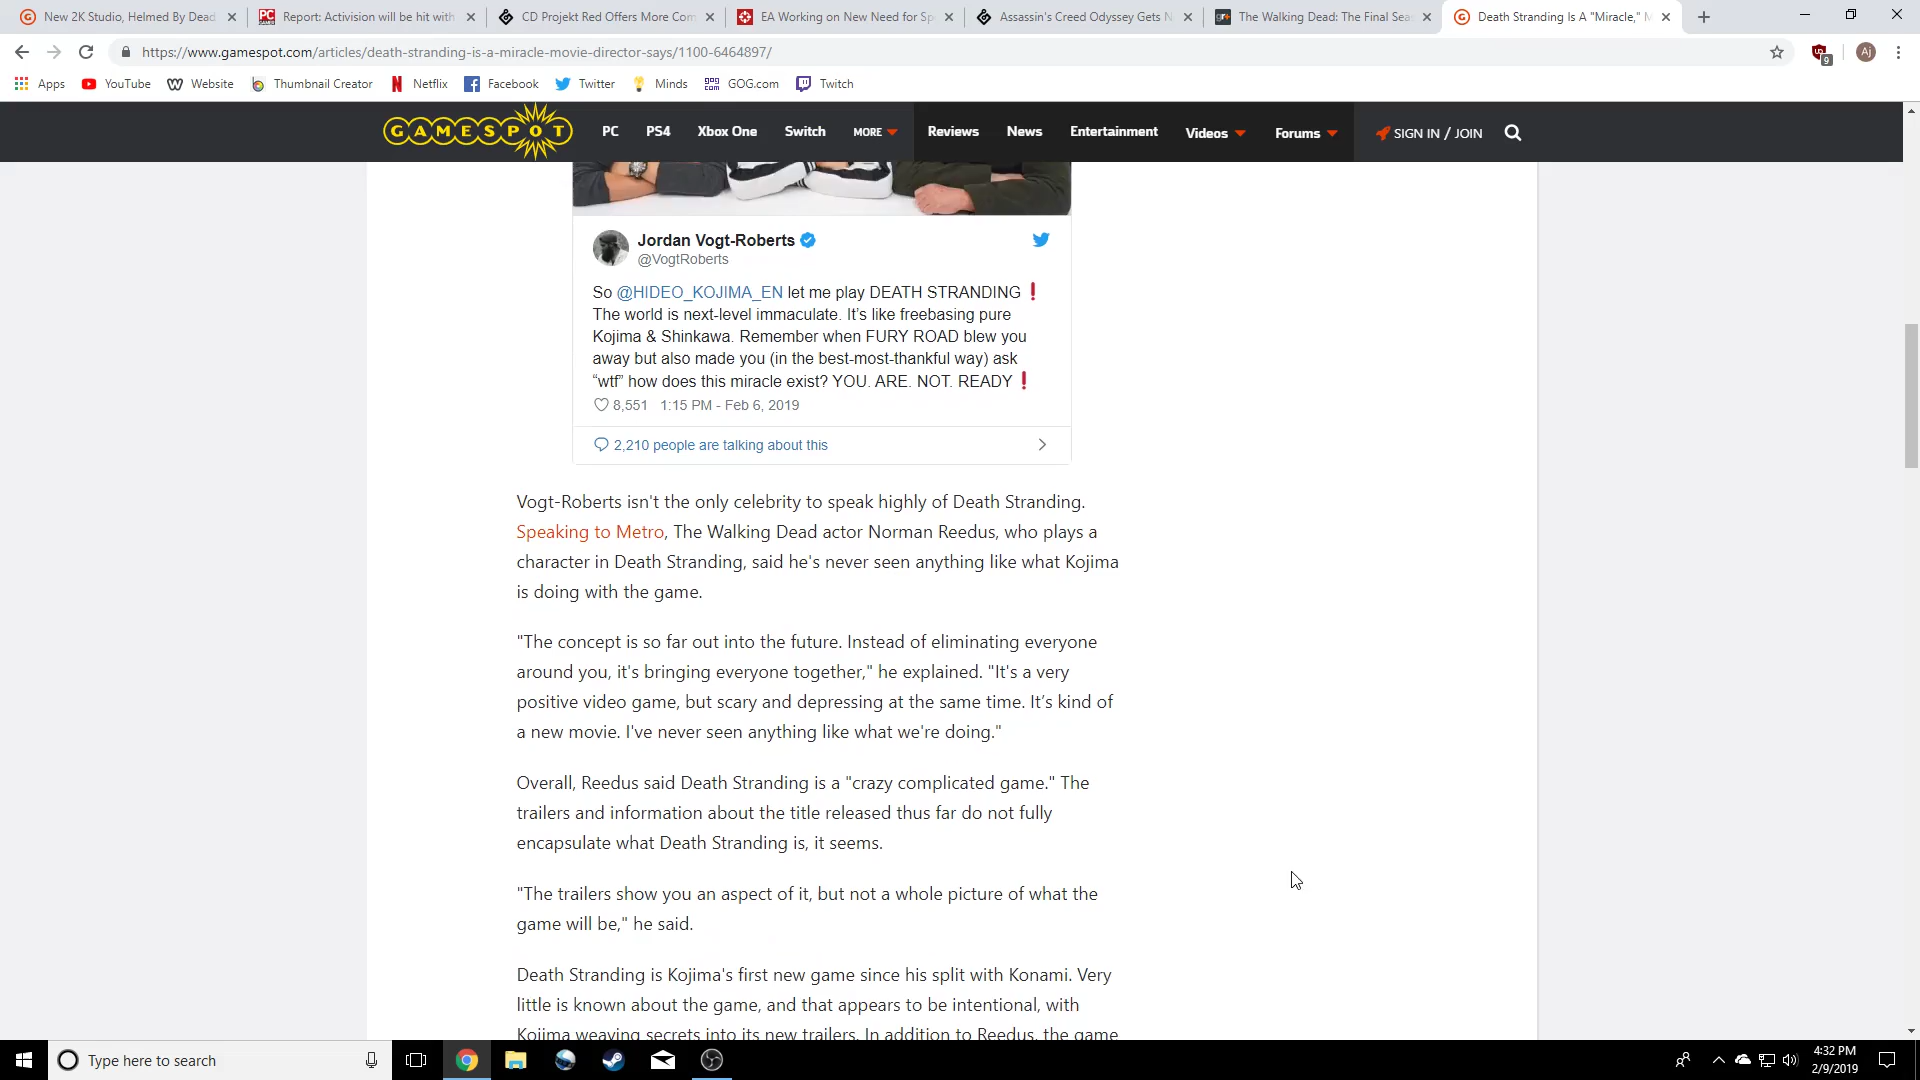 New 2K Studio, Helmed By Dead
Report: Activision will be hit with
CD Projekt Red Offers More Com
EA Working on New Need for Sp
Assassin's Creed Odyssey Gets N
The Walking Dead: The Final Seas
Death Stranding Is A "Miracle," M
https://www.gamespot.com/articles/death-stranding-is-a-miracle-movie-director-says/1100-6464897/
9
Aj
Apps
YouTube
Website
Thumbnail Creator
Netflix
Facebook
Twitter
Minds
GOG.com
Twitch
GAMESPOT
PC
PS4
Xbox One
Switch
MORE
Reviews
News
Entertainment
Videos
Forums
SIGN IN / JOIN
Jordan Vogt-Roberts
@VogtRoberts
So @HIDEO_KOJIMA_EN let me play DEATH STRANDING❗
The world is next-level immaculate. It’s like freebasing pure
Kojima & Shinkawa. Remember when FURY ROAD blew you
away but also made you (in the best-most-thankful way) ask
“wtf” how does this miracle exist? YOU. ARE. NOT. READY❗
8,551 1:15 PM - Feb 6, 2019
2,210 people are talking about this
Vogt-Roberts isn't the only celebrity to speak highly of Death Stranding.
Speaking to Metro, The Walking Dead actor Norman Reedus, who plays a
character in Death Stranding, said he's never seen anything like what Kojima
is doing with the game.
"The concept is so far out into the future. Instead of eliminating everyone
around you, it's bringing everyone together," he explained. "It's a very
positive video game, but scary and depressing at the same time. It’s kind of
a new movie. I've never seen anything like what we're doing."
Overall, Reedus said Death Stranding is a "crazy complicated game." The
trailers and information about the title released thus far do not fully
encapsulate what Death Stranding is, it seems.
"The trailers show you an aspect of it, but not a whole picture of what the
game will be," he said.
Death Stranding is Kojima's first new game since his split with Konami. Very
little is known about the game, and that appears to be intentional, with
Kojima weaving secrets into its new trailers. In addition to Reedus, the game
Type here to search
4:32 PM
2/9/2019